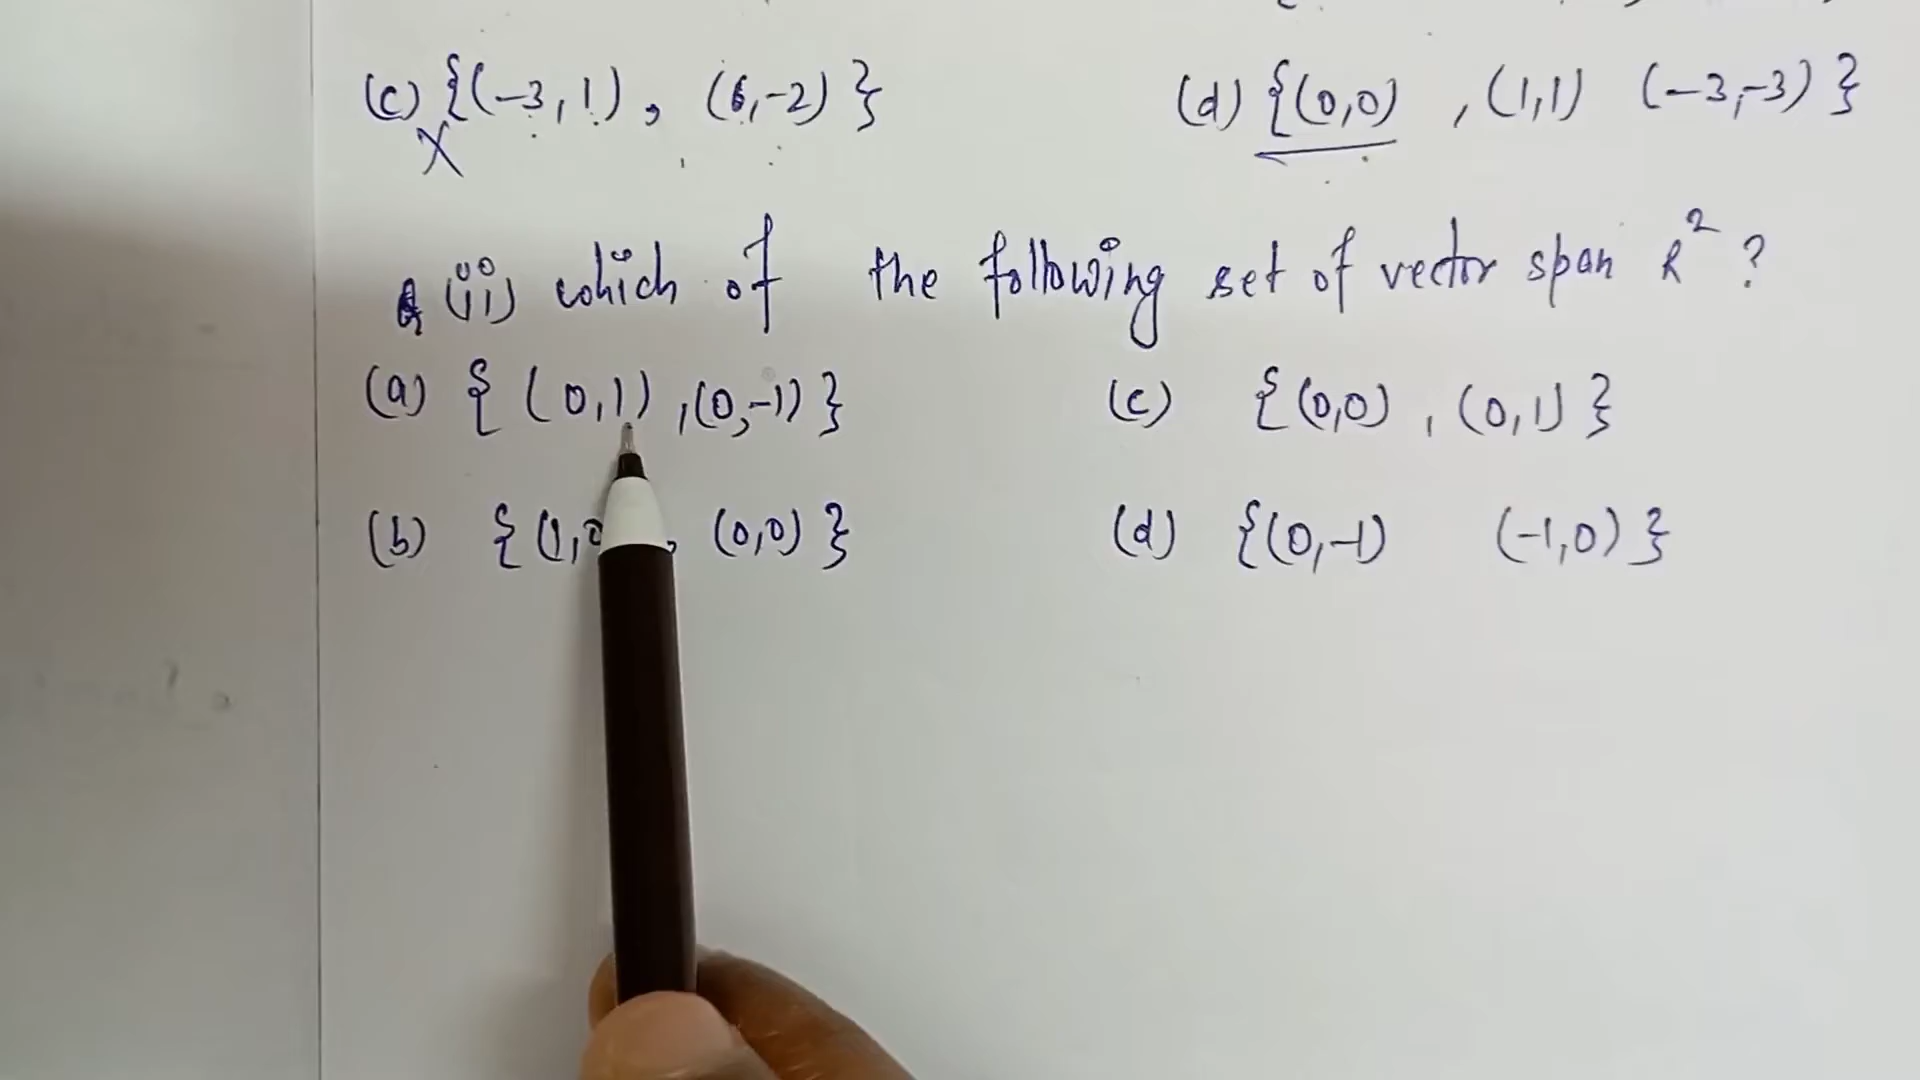 (c) {(-3,1), (6,-2)} (d) {(0,0), (1,1) (-3,-3)}
X
(ii) which of the following set of vector span R²?
(a) {(0,1),(0,-1)} (c) {(0,0), (0,1)}
(b) {(1,0, (0,0)} (d) {(0,-1) (-1,0)}